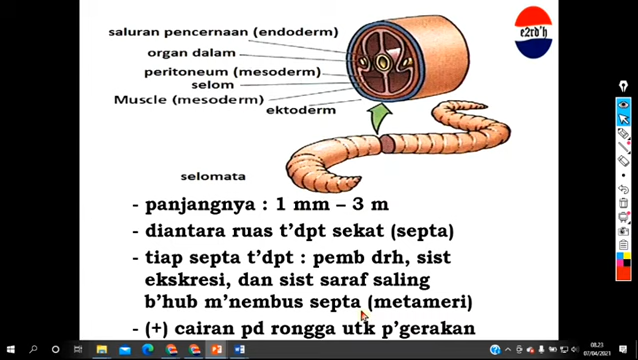 saluran pencernaan (endoderm)
e2rd'h
organ dalam
peritoneum (mesoderm)
selom
Muscle (mesoderm)
ektoderm
selomata
- panjangnya : 1 mm – 3 m
- diantara ruas t'dpt sekat (septa)
- tiap septa t'dpt : pemb drh, sist
ekskresi, dan sist saraf saling
b'hub m'nembus septa (metameri)
- (+) cairan pd rongga utk p'gerakan
08.23
07/04/2021